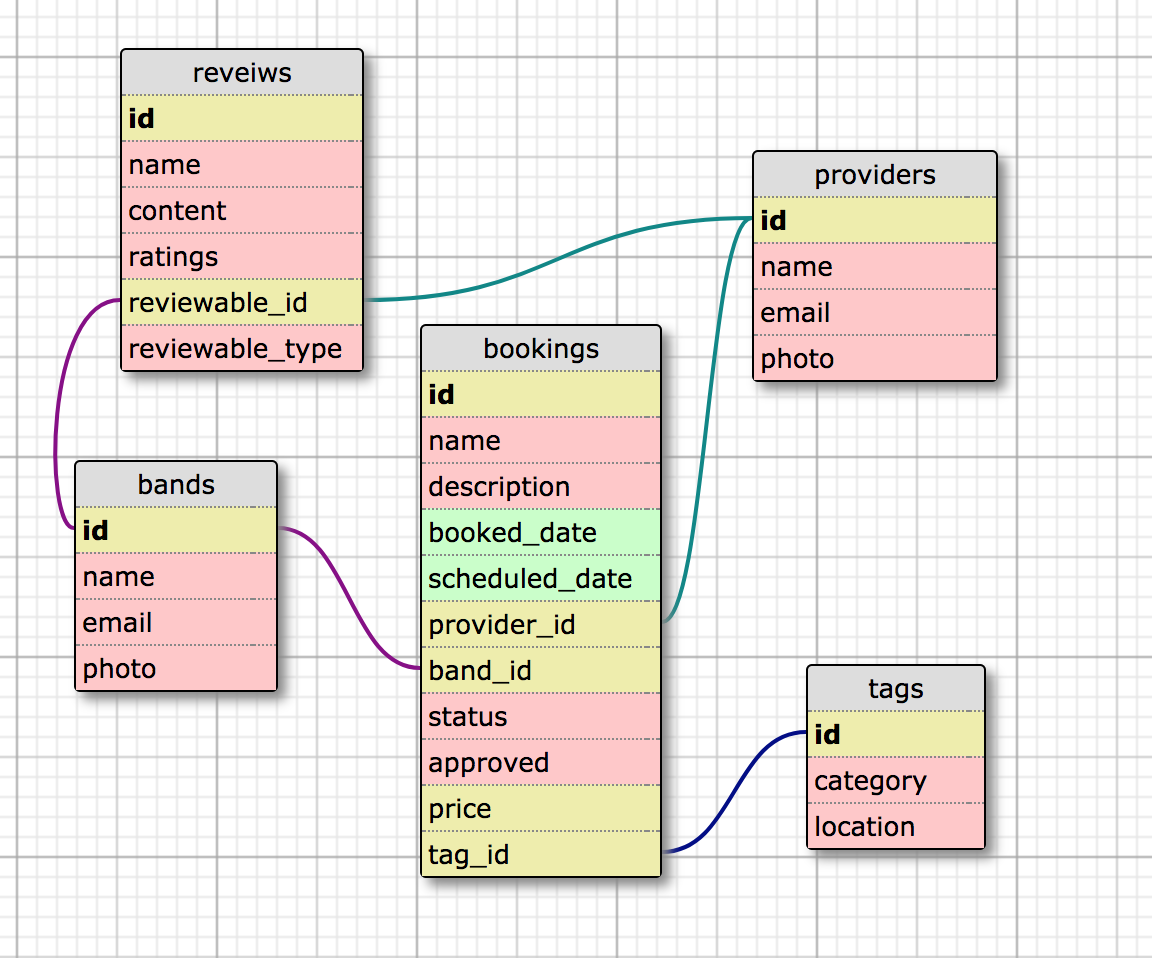 reveiws
id
name
content
ratings
reviewable_id
reviewable_type
providers
id
name
email
photo
bookings
id
name
description
booked_date
scheduled_date
provider_id
band_id
status
approved
price
tag_id
bands
id
name
email
photo
tags
id
category
location